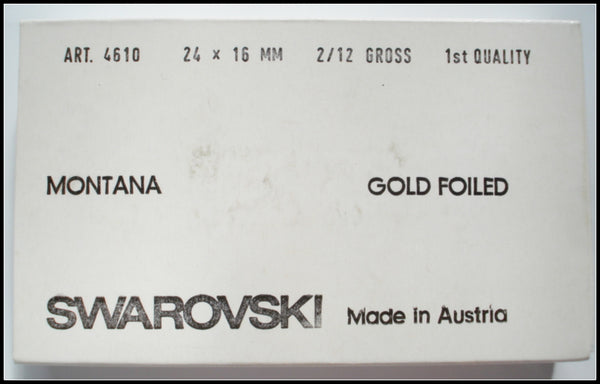 ART. 4610 24 x 16 MM 2/12 GROSS 1st QUALITY
MONTANA GOLD FOILED
SWAROVSKI Made in Austria